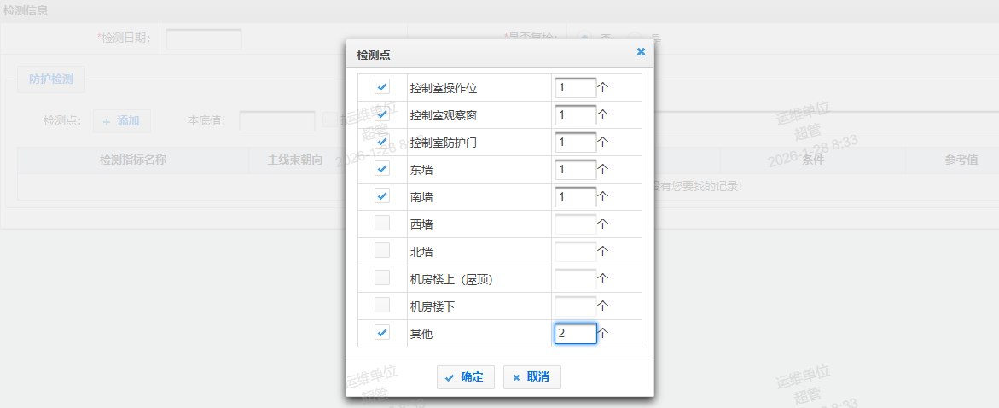 检测信息
*检测日期：
*是否复检： 否 是
检测点
防护检测
控制室操作位 1 个
控制室观察窗 1 个
控制室防护门 1 个
东墙 1 个
南墙 1 个
西墙 个
北墙 个
机房楼上（屋顶） 个
机房楼下 个
其他 2 个
✓ 确定 × 取消
检测点： + 添加 本底值：
检测指标名称 主线束朝向 条件 参考值
没有您要找的记录！
运维单位
超管
2026-1-28 8:33
运维单位
超管
2026-1-28 8:33
运维单位
超管
运维单位
超管
8:33